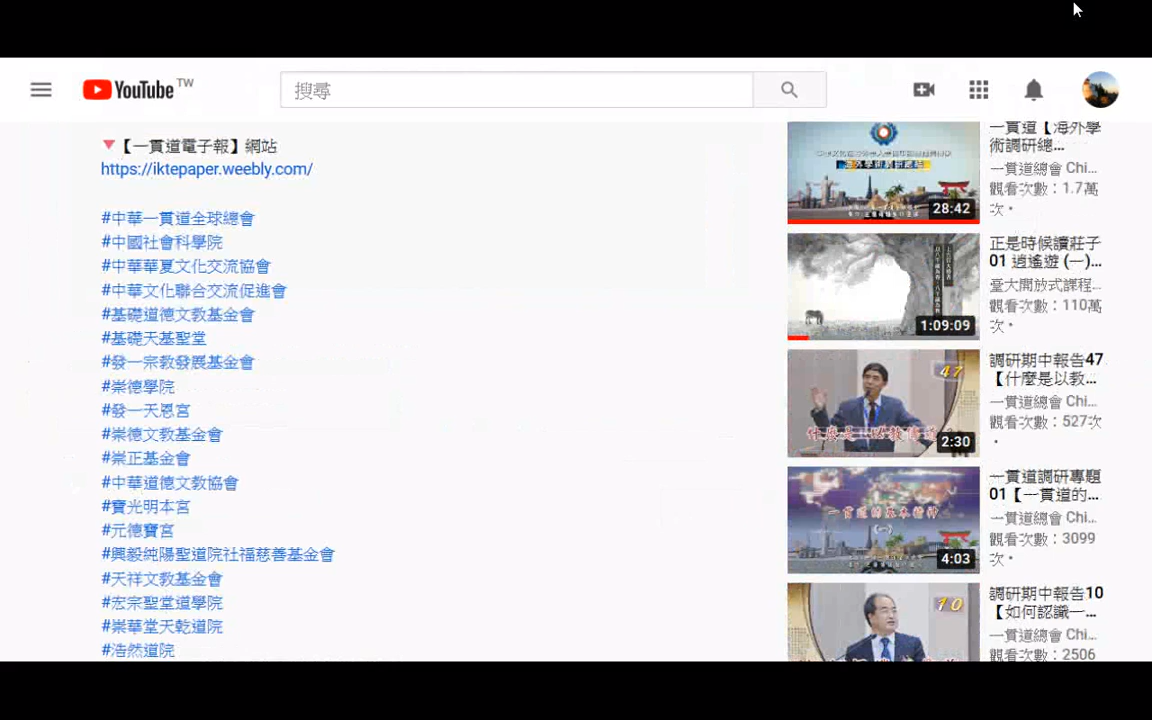 YouTube TW
搜尋
【一貫道電子報】網站
https://iktepaper.weebly.com/
#中華一貫道全球總會
#中國社會科學院
#中華華夏文化交流協會
#中華文化聯合交流促進會
#基礎道德文教基金會
#基礎天基聖堂
#發一宗教發展基金會
#崇德學院
#發一天恩宮
#崇德文教基金會
#崇正基金會
#中華道德文教協會
#寶光明本宮
#元德寶宮
#興毅純陽聖道院社福慈善基金會
#天祥文教基金會
#宏宗聖堂道學院
#崇華堂天乾道院
#浩然道院
28:42
一貫道【海外學
術調研總...
一貫道總會 Chi...
觀看次數：1.7萬
次・
1:09:09
正是時候讀莊子
01 逍遙遊 (一)...
臺大開放式課程...
觀看次數：110萬
次・
47
2:30
調研期中報告47
【什麼是以教...
一貫道總會 Chi...
觀看次數：527次
・
一貫道的基本精神
(一)
4:03
一貫道調研專題
01【一貫道的...
一貫道總會 Chi...
觀看次數：3099
次・
10
調研期中報告10
【如何認識一...
一貫道總會 Chi...
觀看次數：2506